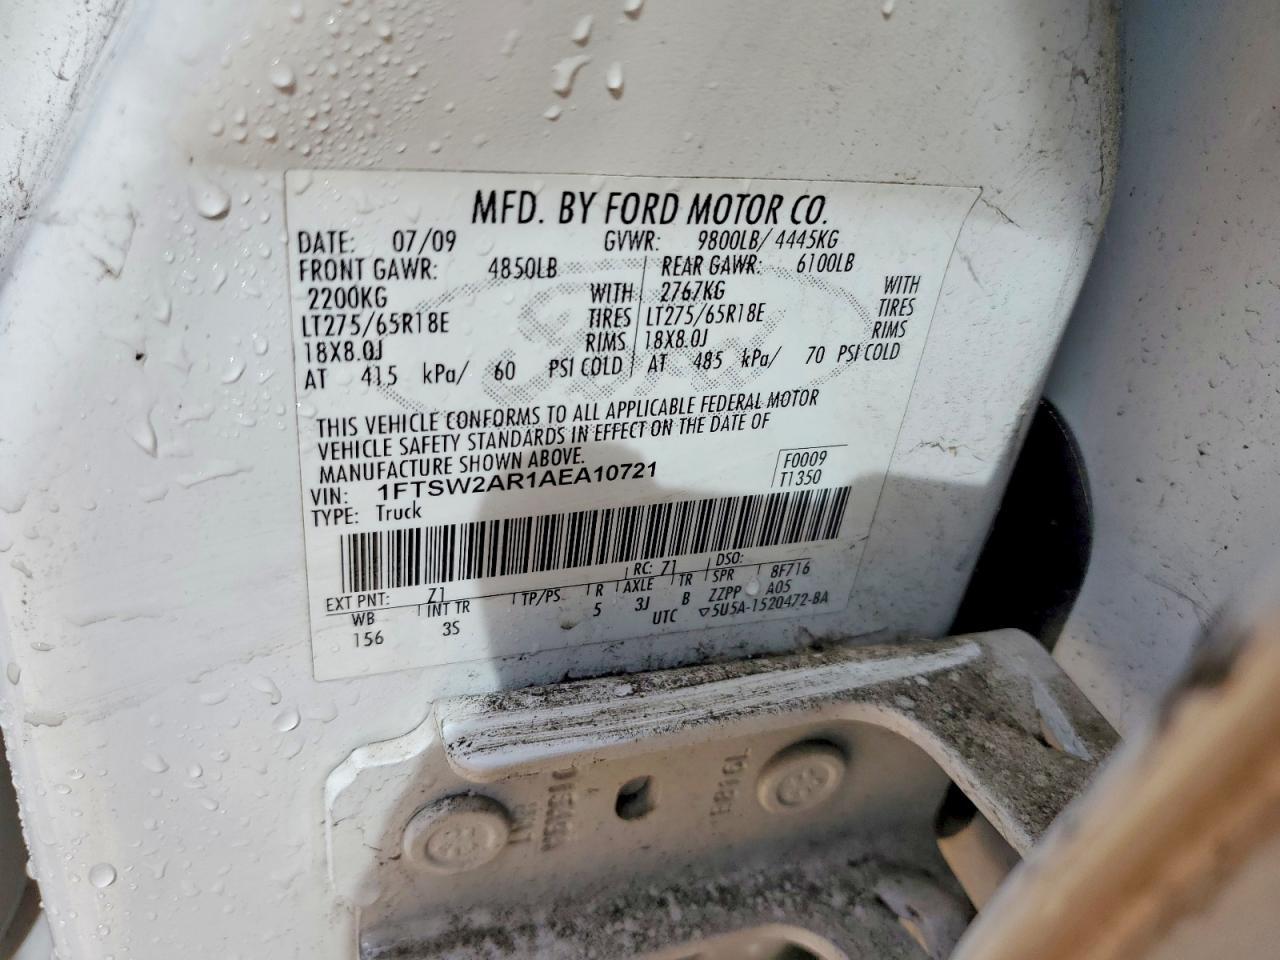 MFD. BY FORD MOTOR CO.
DATE: 07/09 GVWR: 9800LB/ 4445KG
FRONT GAWR: 4850LB REAR GAWR: 6100LB
2200KG WITH 2767KG WITH
LT275/65R18E TIRES LT275/65R18E TIRES
18X8.0J RIMS 18X8.0J RIMS
AT 415 kPa/ 60 PSI COLD AT 485 kPa/ 70 PSI COLD
THIS VEHICLE CONFORMS TO ALL APPLICABLE FEDERAL MOTOR
VEHICLE SAFETY STANDARDS IN EFFECT ON THE DATE OF
MANUFACTURE SHOWN ABOVE.
VIN: 1FTSW2AR1AEA10721 F0009
TYPE: Truck T1350
EXT PNT: Z1 RC: Z1 DSO:
WB INT TR TP/PS R AXLE TR SPR 8F716
156 3S 5 3J B ZZPP A05
UTC ▽5U5A-1520472-BA